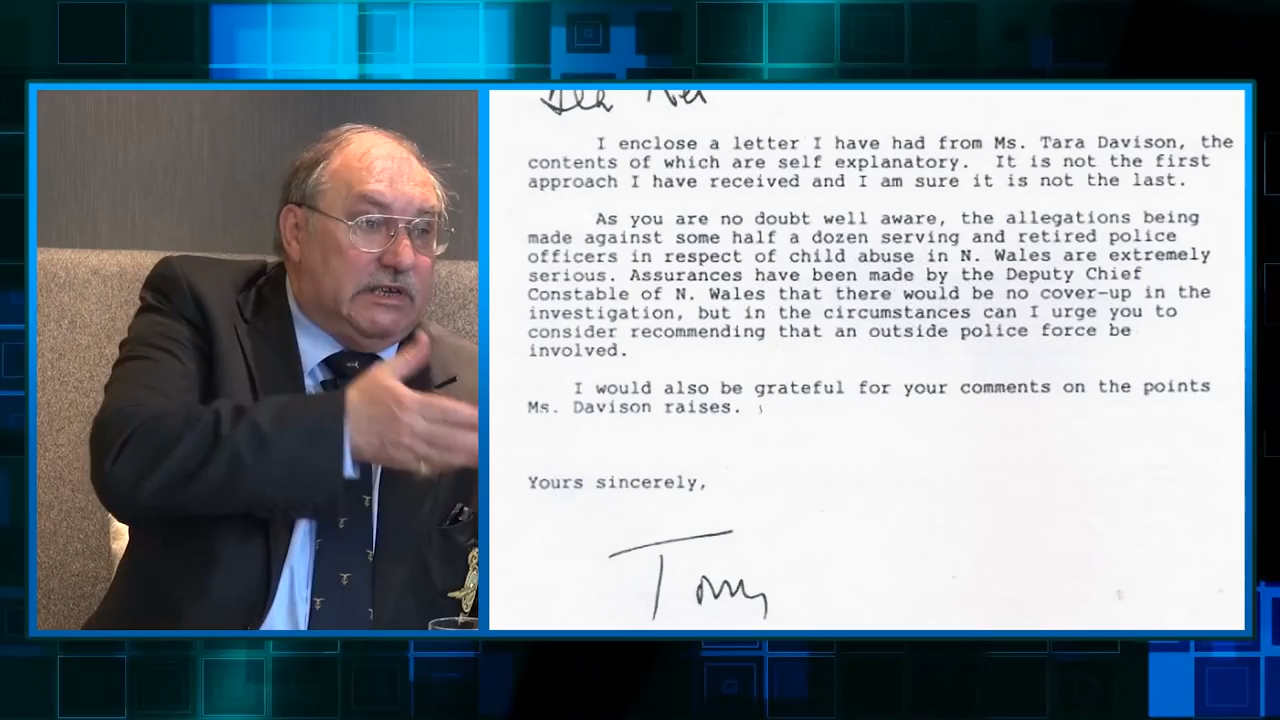 I enclose a letter I have had from Ms. Tara Davison, the
contents of which are self explanatory. It is not the first
approach I have received and I am sure it is not the last.
As you are no doubt well aware, the allegations being
made against some half a dozen serving and retired police
officers in respect of child abuse in N. Wales are extremely
serious. Assurances have been made by the Deputy Chief
Constable of N. Wales that there would be no cover-up in the
investigation, but in the circumstances can I urge you to
consider recommending that an outside police force be
involved.
I would also be grateful for your comments on the points
Ms. Davison raises.
Yours sincerely,
Tony